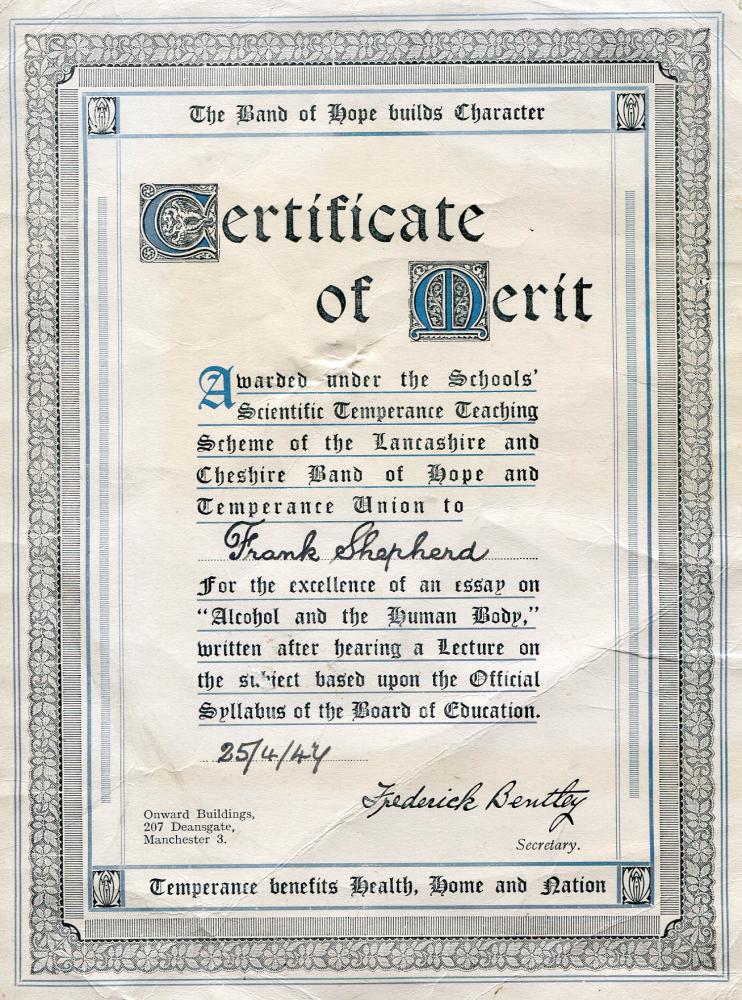 The Band of Hope builds Character
Certificate
of Merit
Awarded under the Schools'
Scientific Temperance Teaching
Scheme of the Lancashire and
Cheshire Band of Hope and
Temperance Union to
Frank Shepherd
For the excellence of an essay on
"Alcohol and the Human Body,"
written after hearing a Lecture on
the subject based upon the Official
Syllabus of the Board of Education.
25/4/44
Frederick Bentley
Onward Buildings,
207 Deansgate,
Manchester 3.
Secretary.
Temperance benefits Health, Home and Nation